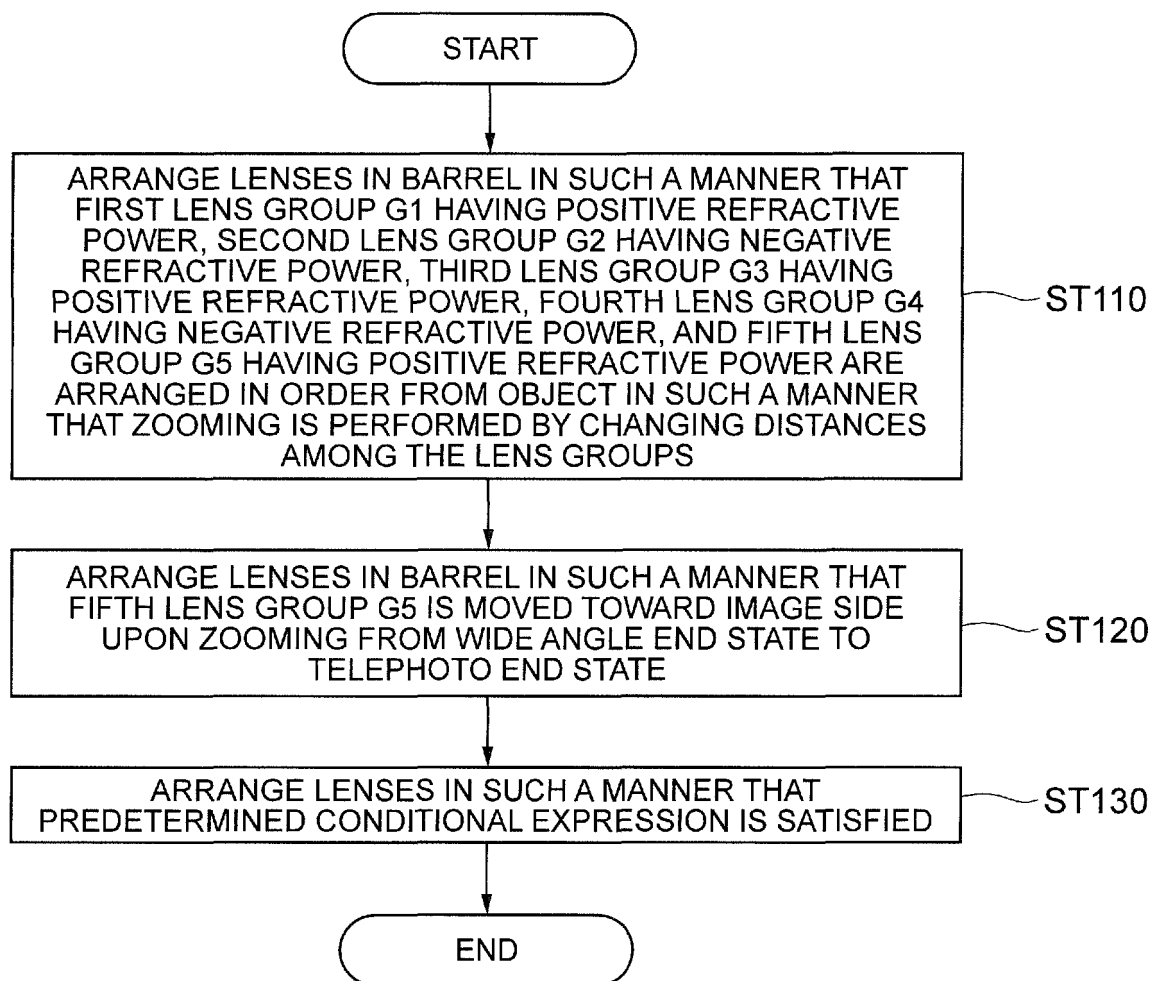 START
ARRANGE LENSES IN BARREL IN SUCH A MANNER THAT
FIRST LENS GROUP G1 HAVING POSITIVE REFRACTIVE
POWER, SECOND LENS GROUP G2 HAVING NEGATIVE
REFRACTIVE POWER, THIRD LENS GROUP G3 HAVING
POSITIVE REFRACTIVE POWER, FOURTH LENS GROUP G4
HAVING NEGATIVE REFRACTIVE POWER, AND FIFTH LENS
GROUP G5 HAVING POSITIVE REFRACTIVE POWER ARE
ARRANGED IN ORDER FROM OBJECT IN SUCH A MANNER
THAT ZOOMING IS PERFORMED BY CHANGING DISTANCES
AMONG THE LENS GROUPS
ST110
ARRANGE LENSES IN BARREL IN SUCH A MANNER THAT
FIFTH LENS GROUP G5 IS MOVED TOWARD IMAGE SIDE
UPON ZOOMING FROM WIDE ANGLE END STATE TO
TELEPHOTO END STATE
ST120
ARRANGE LENSES IN SUCH A MANNER THAT
PREDETERMINED CONDITIONAL EXPRESSION IS SATISFIED
ST130
END